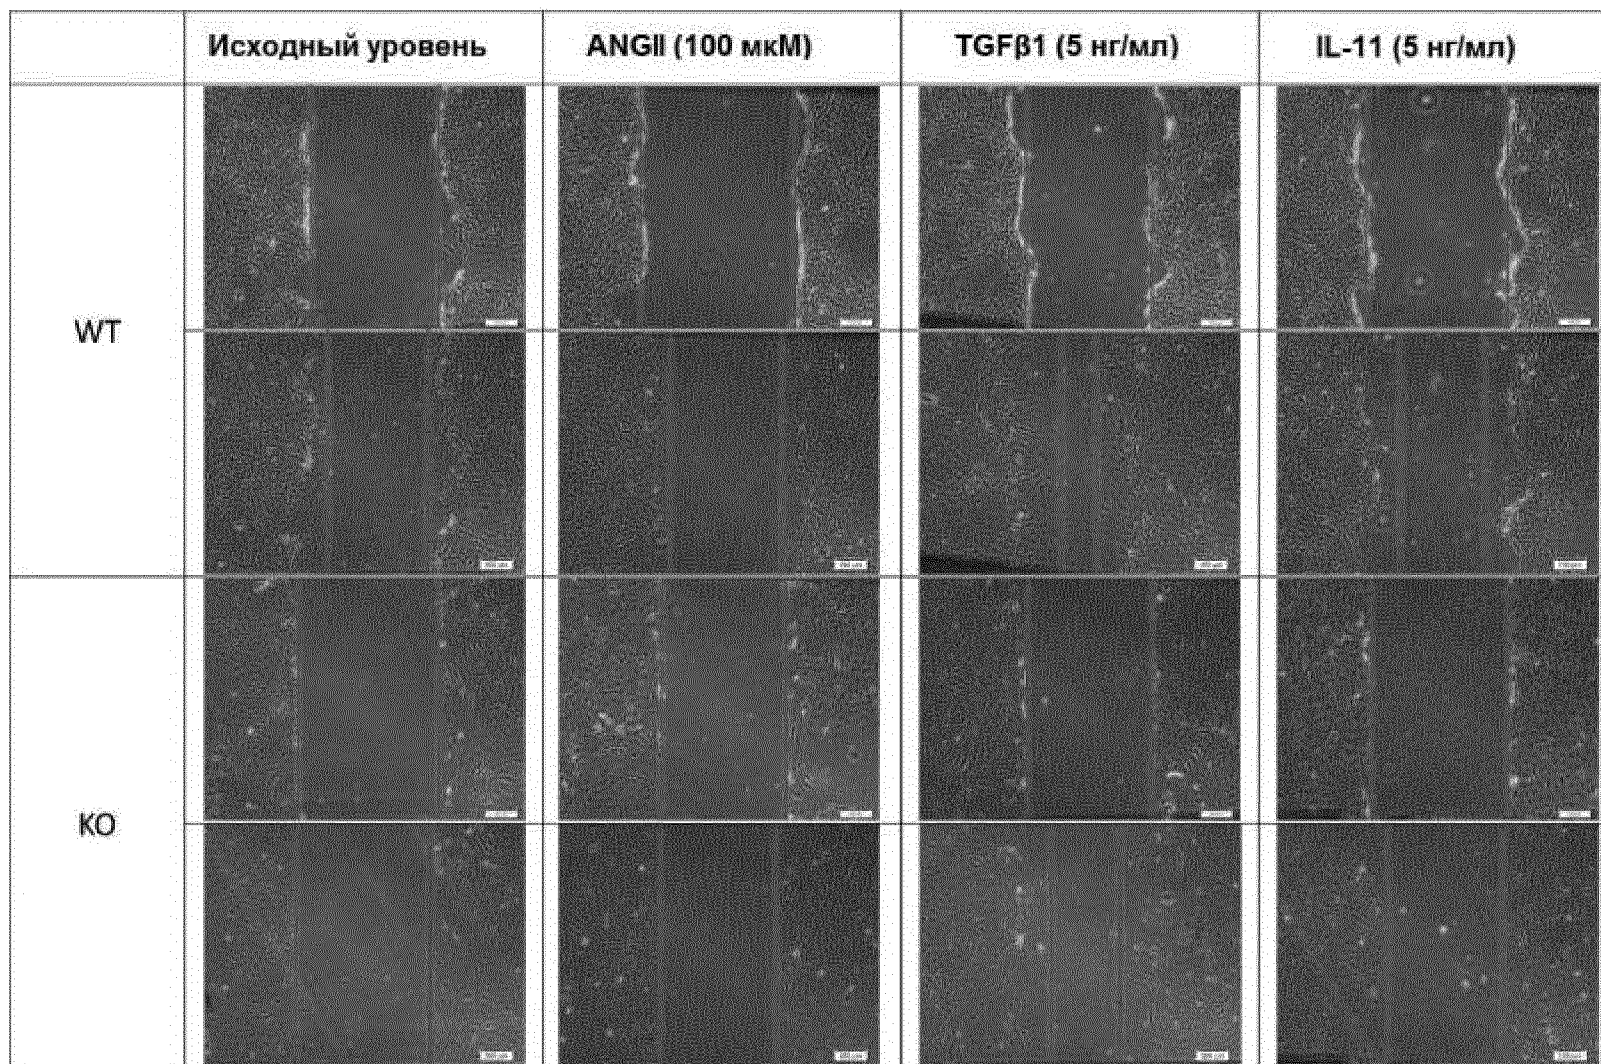 Исходный уровень
ANGII (100 мкМ)
TGFβ1 (5 нг/мл)
IL-11 (5 нг/мл)
WT
KO